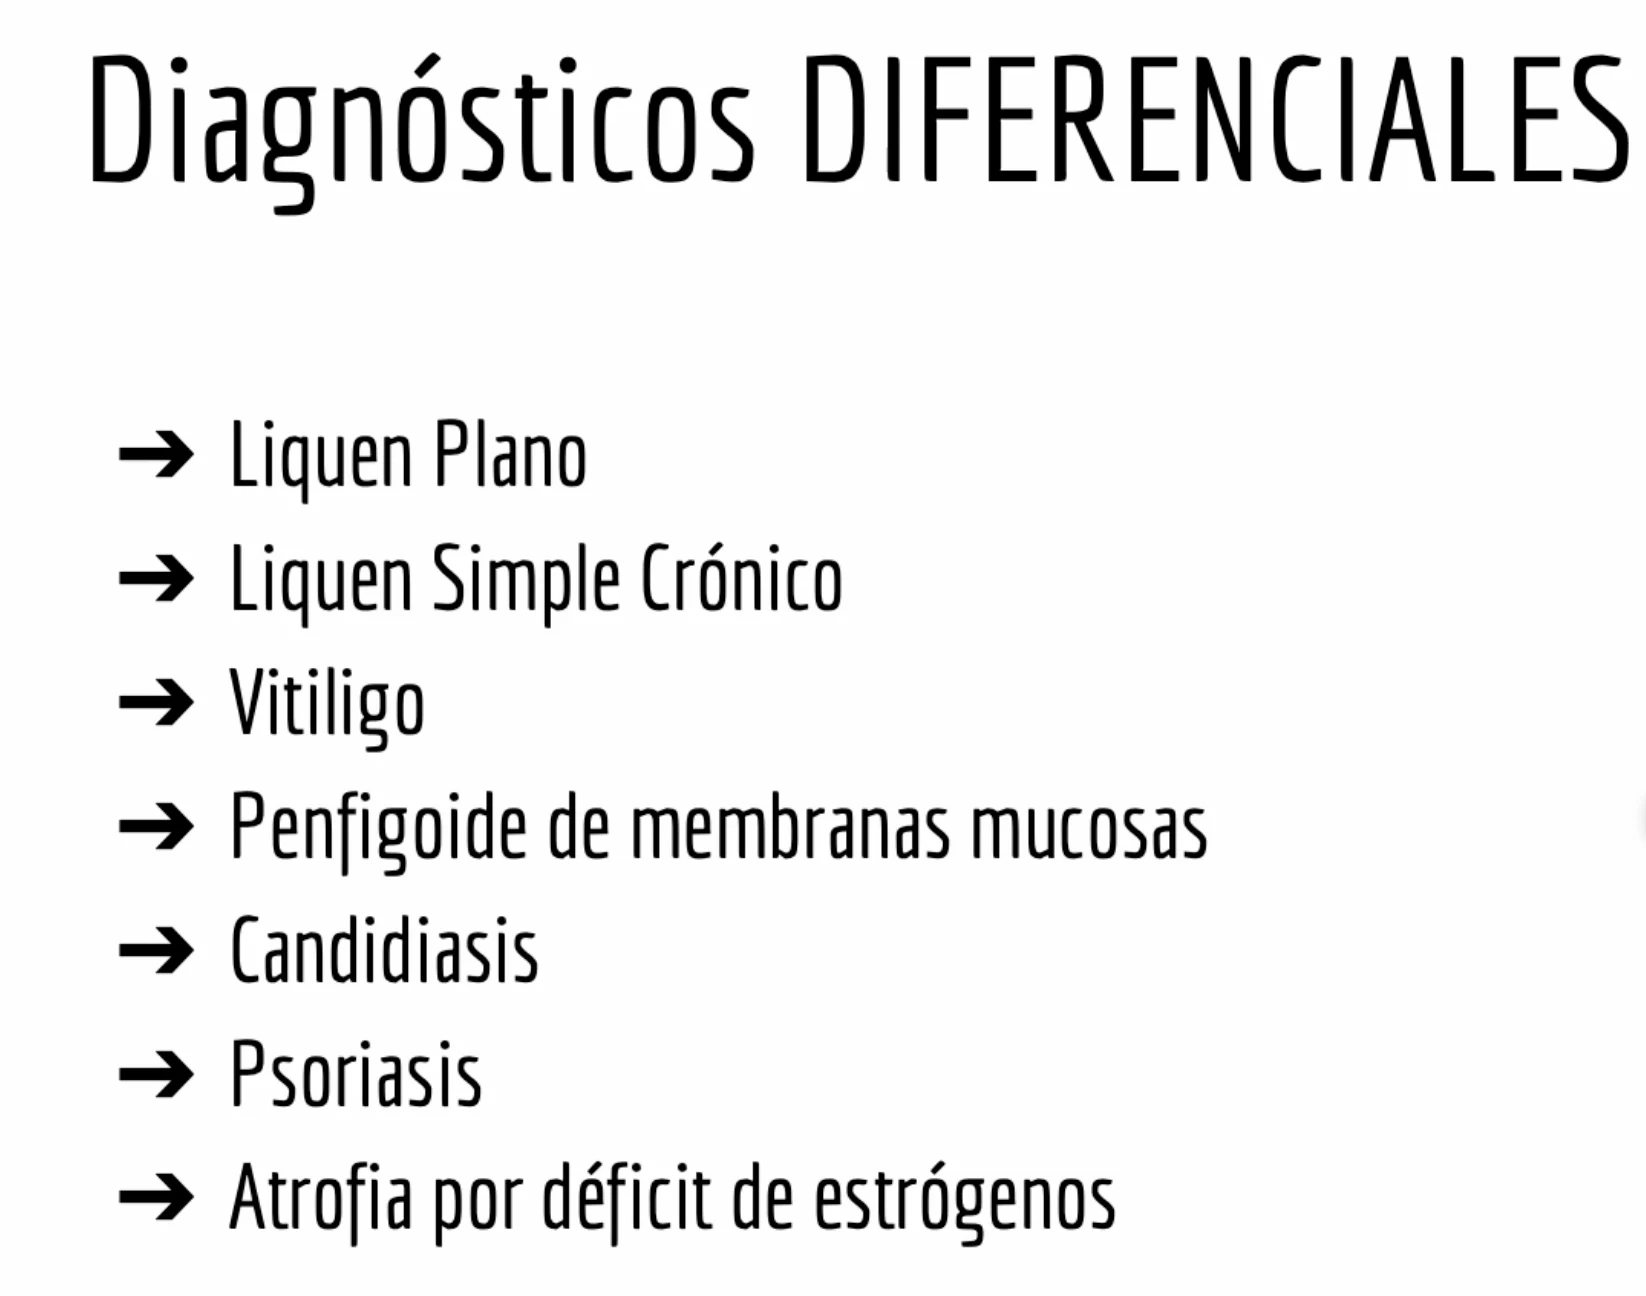 Diagnósticos DIFERENCIALES
➔ Liquen Plano
➔ Liquen Simple Crónico
➔ Vitiligo
➔ Penfigoide de membranas mucosas
➔ Candidiasis
➔ Psoriasis
➔ Atrofia por déficit de estrógenos